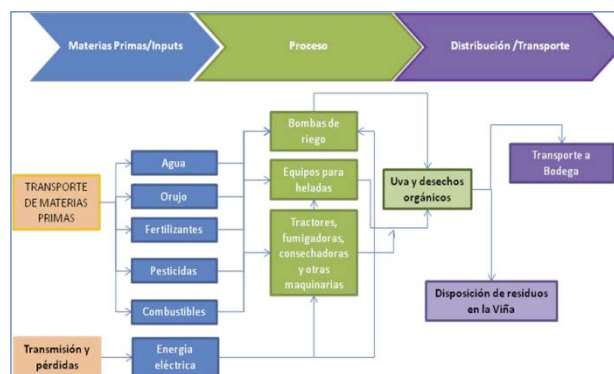 Materias Primas/Inputs
Proceso
Distribución /Transporte
Bombas de
riego
Agua
Equipos para
heladas
Uva y desechos
orgánicos
Transporte a
Bodega
TRANSPORTE
DE MATERIAS
PRIMAS
Orujo
Fertilizantes
Tractores,
fumigadoras,
consechadoras
y otras
maquinarias
Pesticidas
Combustibles
Disposición de residuos
en la Viña
Transmisión y
pérdidas
Energía
eléctrica